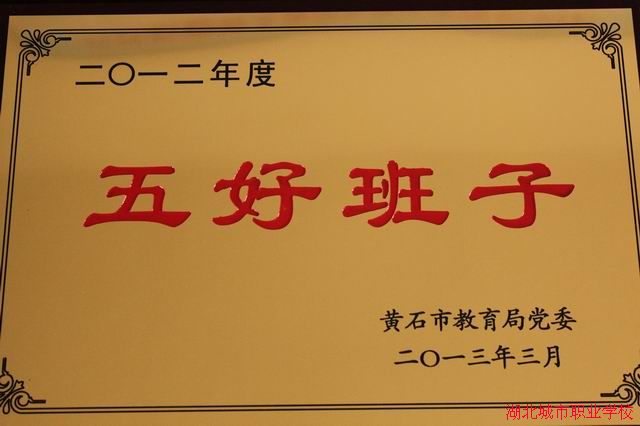 二〇一二年度
五好班子
黄石市教育局党委
二〇一三年三月
湖北城市职业学校